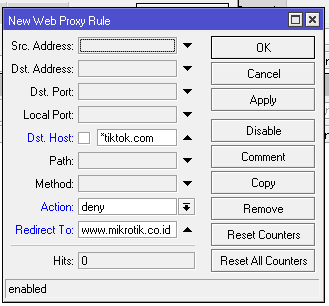 New Web Proxy Rule
Src. Address:
OK
Dst. Address:
Cancel
Dst. Port:
Apply
Local Port:
Dst. Host: *tiktok.com
Disable
Path:
Comment
Method:
Copy
Action: deny
Remove
Redirect To: www.mikrotik.co.id
Reset Counters
Hits: 0
Reset All Counters
enabled